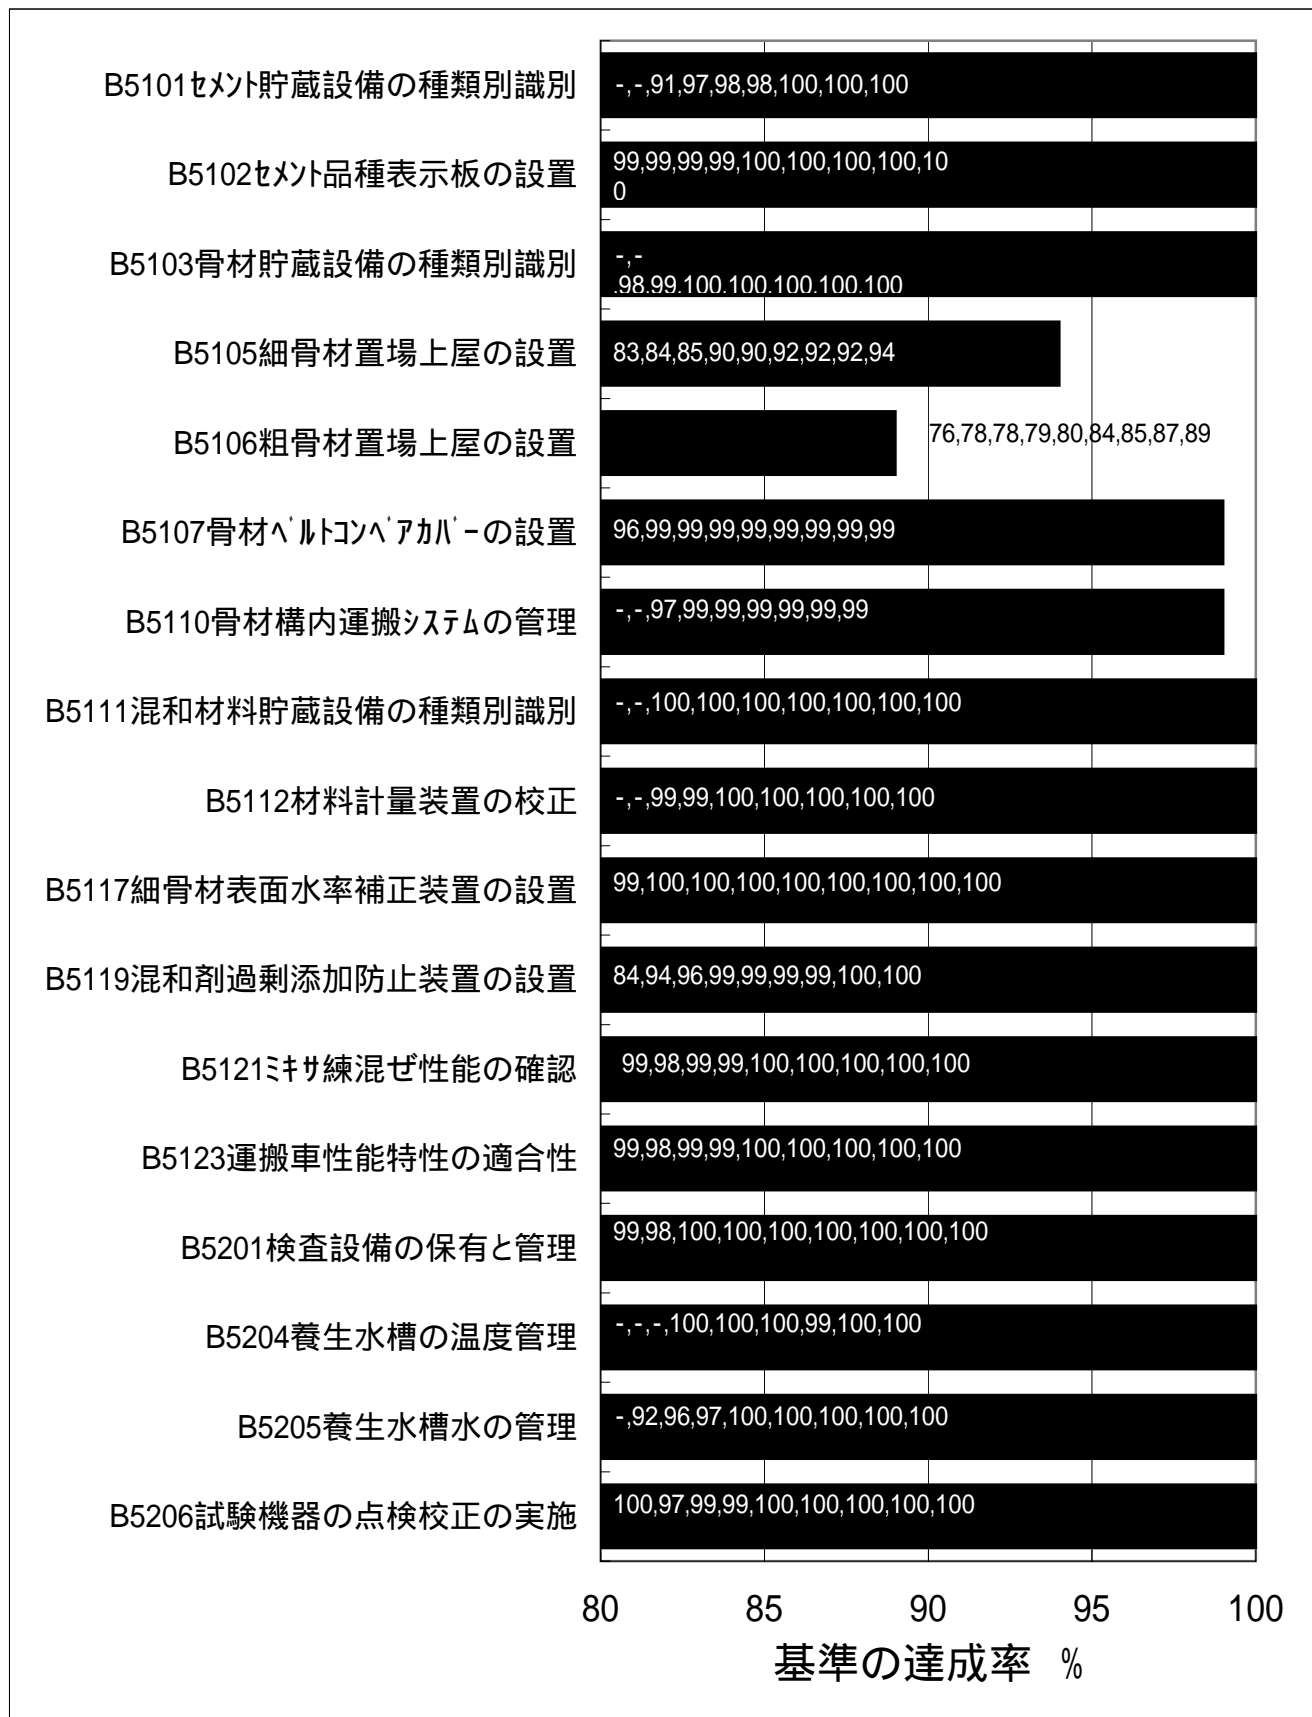 B5101ｾﾒﾝﾄ貯蔵設備の種類別識別
-,-,91,97,98,98,100,100,100
B5102ｾﾒﾝﾄ品種表示板の設置
99,99,99,99,100,100,100,100,10
0
B5103骨材貯蔵設備の種類別識別
-,-
,98,99,100,100,100,100,100
B5105細骨材置場上屋の設置
83,84,85,90,90,92,92,92,94
B5106粗骨材置場上屋の設置
76,78,78,79,80,84,85,87,89
B5107骨材ﾍﾞﾙﾄｺﾝﾍﾞｱｶﾊﾞｰの設置
96,99,99,99,99,99,99,99,99
B5110骨材構内運搬ｼｽﾃﾑの管理
-,-,97,99,99,99,99,99,99
B5111混和材料貯蔵設備の種類別識別
-,-,100,100,100,100,100,100,100
B5112材料計量装置の校正
-,-,99,99,100,100,100,100,100
B5117細骨材表面水率補正装置の設置
99,100,100,100,100,100,100,100,100
B5119混和剤過剰添加防止装置の設置
84,94,96,99,99,99,99,100,100
B5121ﾐｷｻ練混ぜ性能の確認
99,98,99,99,100,100,100,100,100
B5123運搬車性能特性の適合性
99,98,99,99,100,100,100,100,100
B5201検査設備の保有と管理
99,98,100,100,100,100,100,100,100
B5204養生水槽の温度管理
-,-,-,100,100,100,99,100,100
B5205養生水槽水の管理
-,92,96,97,100,100,100,100,100
B5206試験機器の点検校正の実施
100,97,99,99,100,100,100,100,100
80 85 90 95 100
基準の達成率 %